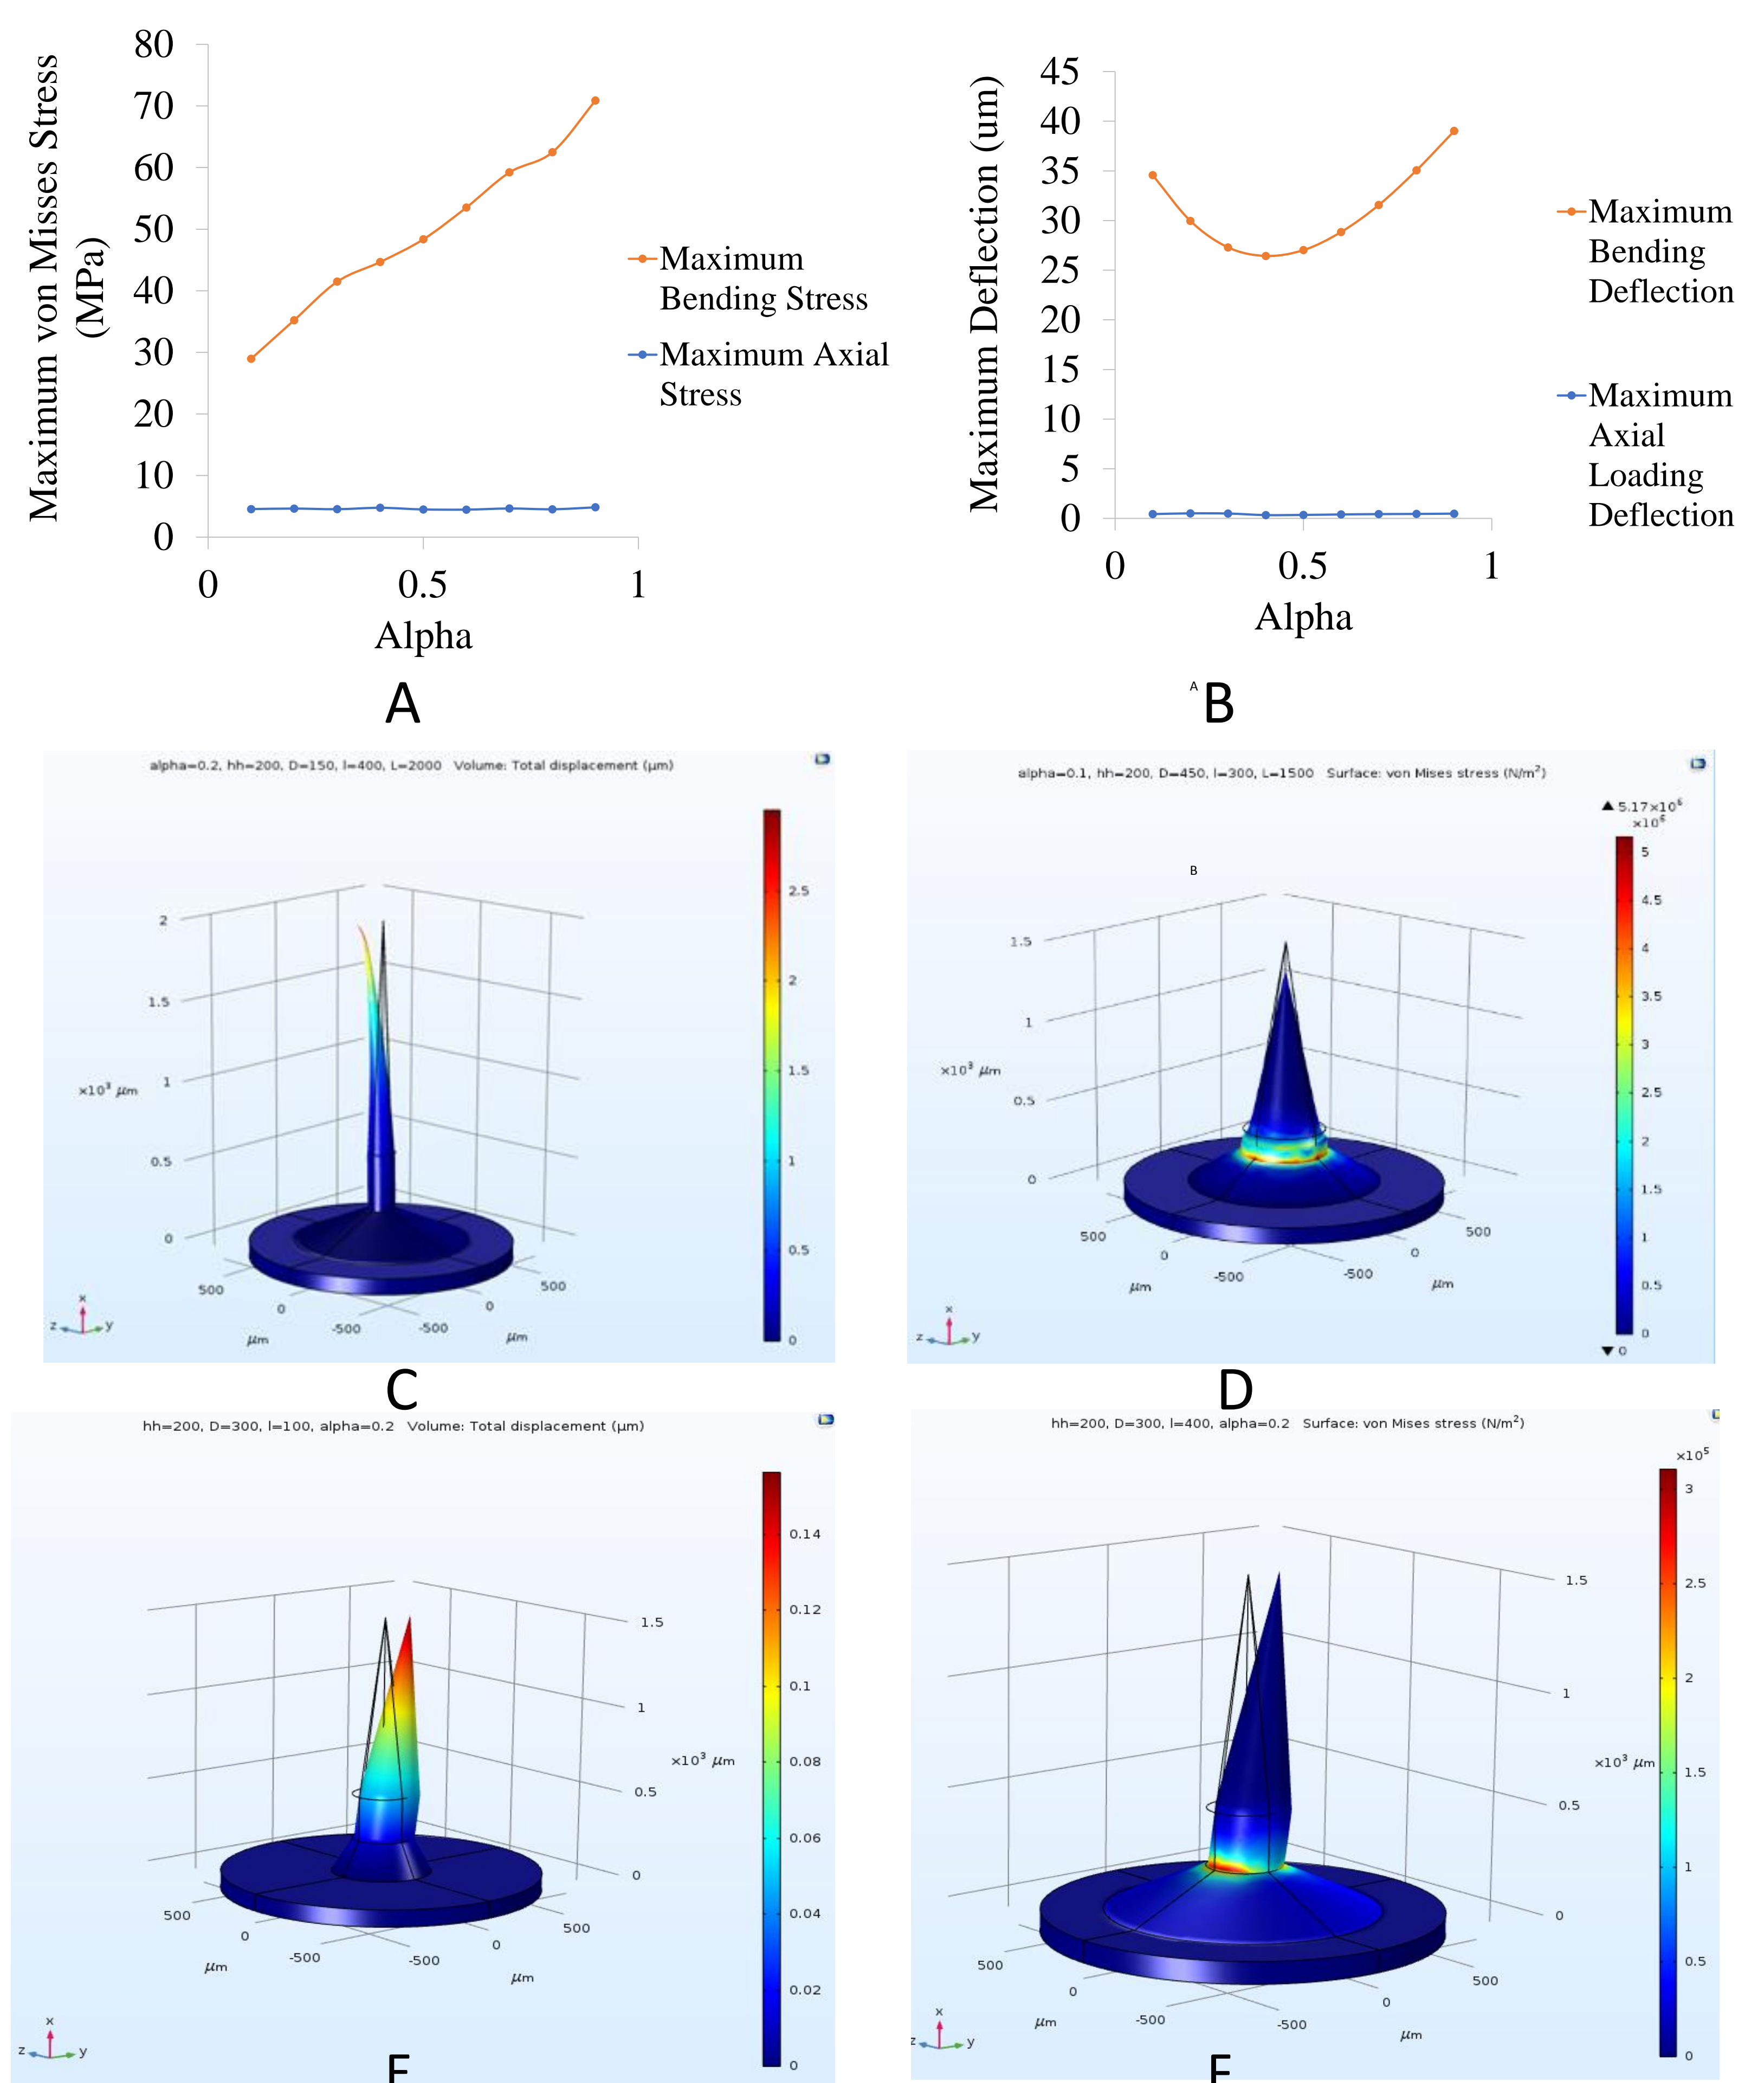 80
70
60
50
40
30
20
10
0
0
0.5
1
Maximum von Misses Stress
(MPa)
Alpha
Maximum
Bending Stress
Maximum Axial
Stress
A
45
40
35
30
25
20
15
10
5
0
0
0.5
1
Maximum Deflection (um)
Alpha
Maximum
Bending
Deflection
Maximum
Axial
Loading
Deflection
A
B
alpha=0.2, hh=200, D=150, l=400, L=2000 Volume: Total displacement (μm)
2
1.5
1
0.5
0
×10³ μm
500
0
-500
μm
-500
0
500
μm
x
z
y
2.5
2
1.5
1
0.5
0
C
alpha=0.1, hh=200, D=450, l=300, L=1500 Surface: von Mises stress (N/m²)
B
▲ 5.17×10⁶
×10⁶
5
4.5
4
3.5
3
2.5
2
1.5
1
0.5
0
▼ 0
1.5
1
0.5
0
×10³ μm
500
0
-500
μm
-500
0
500
μm
x
z
y
D
hh=200, D=300, l=100, alpha=0.2 Volume: Total displacement (μm)
1.5
1
0.5
0
×10³ μm
500
0
-500
μm
-500
0
500
μm
x
z
y
0.14
0.12
0.1
0.08
0.06
0.04
0.02
0
hh=200, D=300, l=400, alpha=0.2 Surface: von Mises stress (N/m²)
×10⁵
3
2.5
2
1.5
1
0.5
0
1.5
1
0.5
0
×10³ μm
500
0
-500
μm
-500
0
500
μm
x
z
y
F